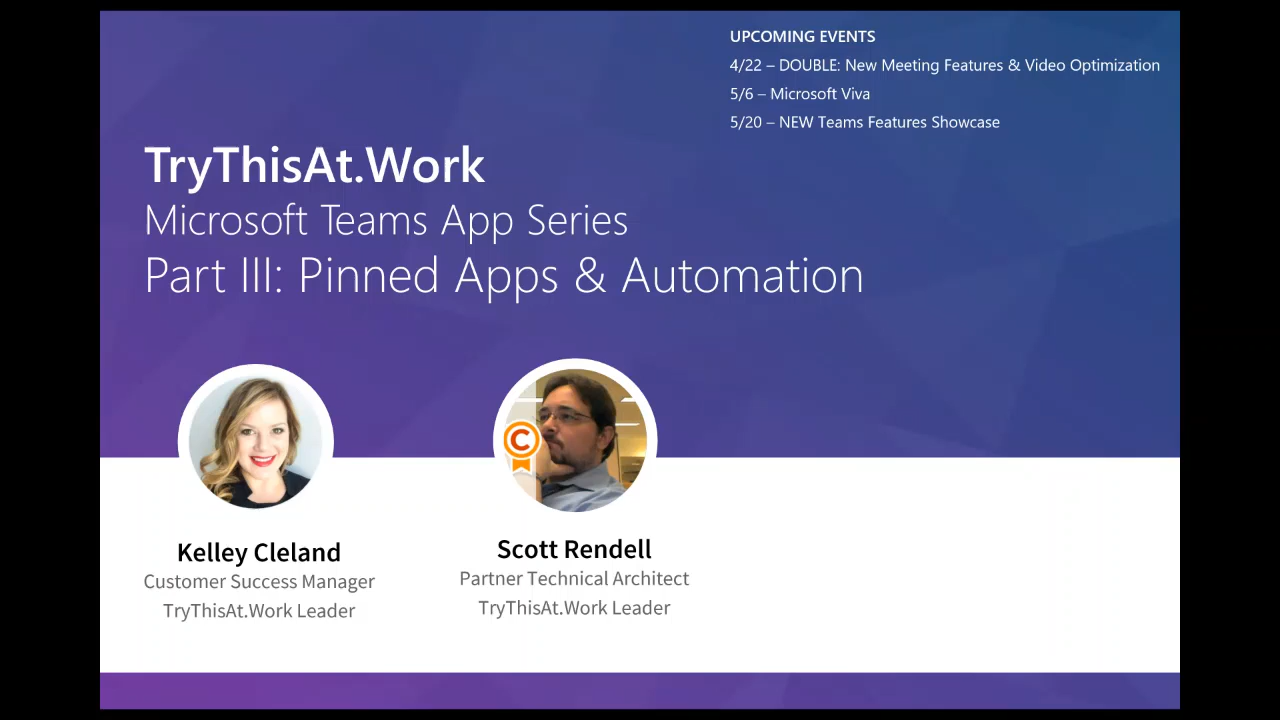 UPCOMING EVENTS
4/22 – DOUBLE: New Meeting Features & Video Optimization
5/6 – Microsoft Viva
5/20 – NEW Teams Features Showcase
TryThisAt.Work
Microsoft Teams App Series
Part III: Pinned Apps & Automation
C
Kelley Cleland
Customer Success Manager
TryThisAt.Work Leader
Scott Rendell
Partner Technical Architect
TryThisAt.Work Leader